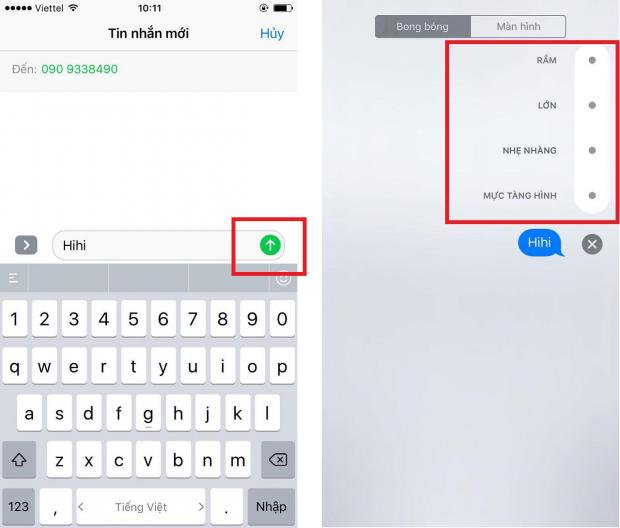 Viettel 10:11
Tin nhắn mới Hủy
Đến: 090 9338490
Hihi
1 2 3 4 5 6 7 8 9 0
q w e r t y u i o p
a s d f g h j k l
z x c v b n m
123 , Tiếng Việt . Nhập
Bong bóng Màn hình
RẦM
LỚN
NHẸ NHÀNG
MỰC TÀNG HÌNH
Hihi